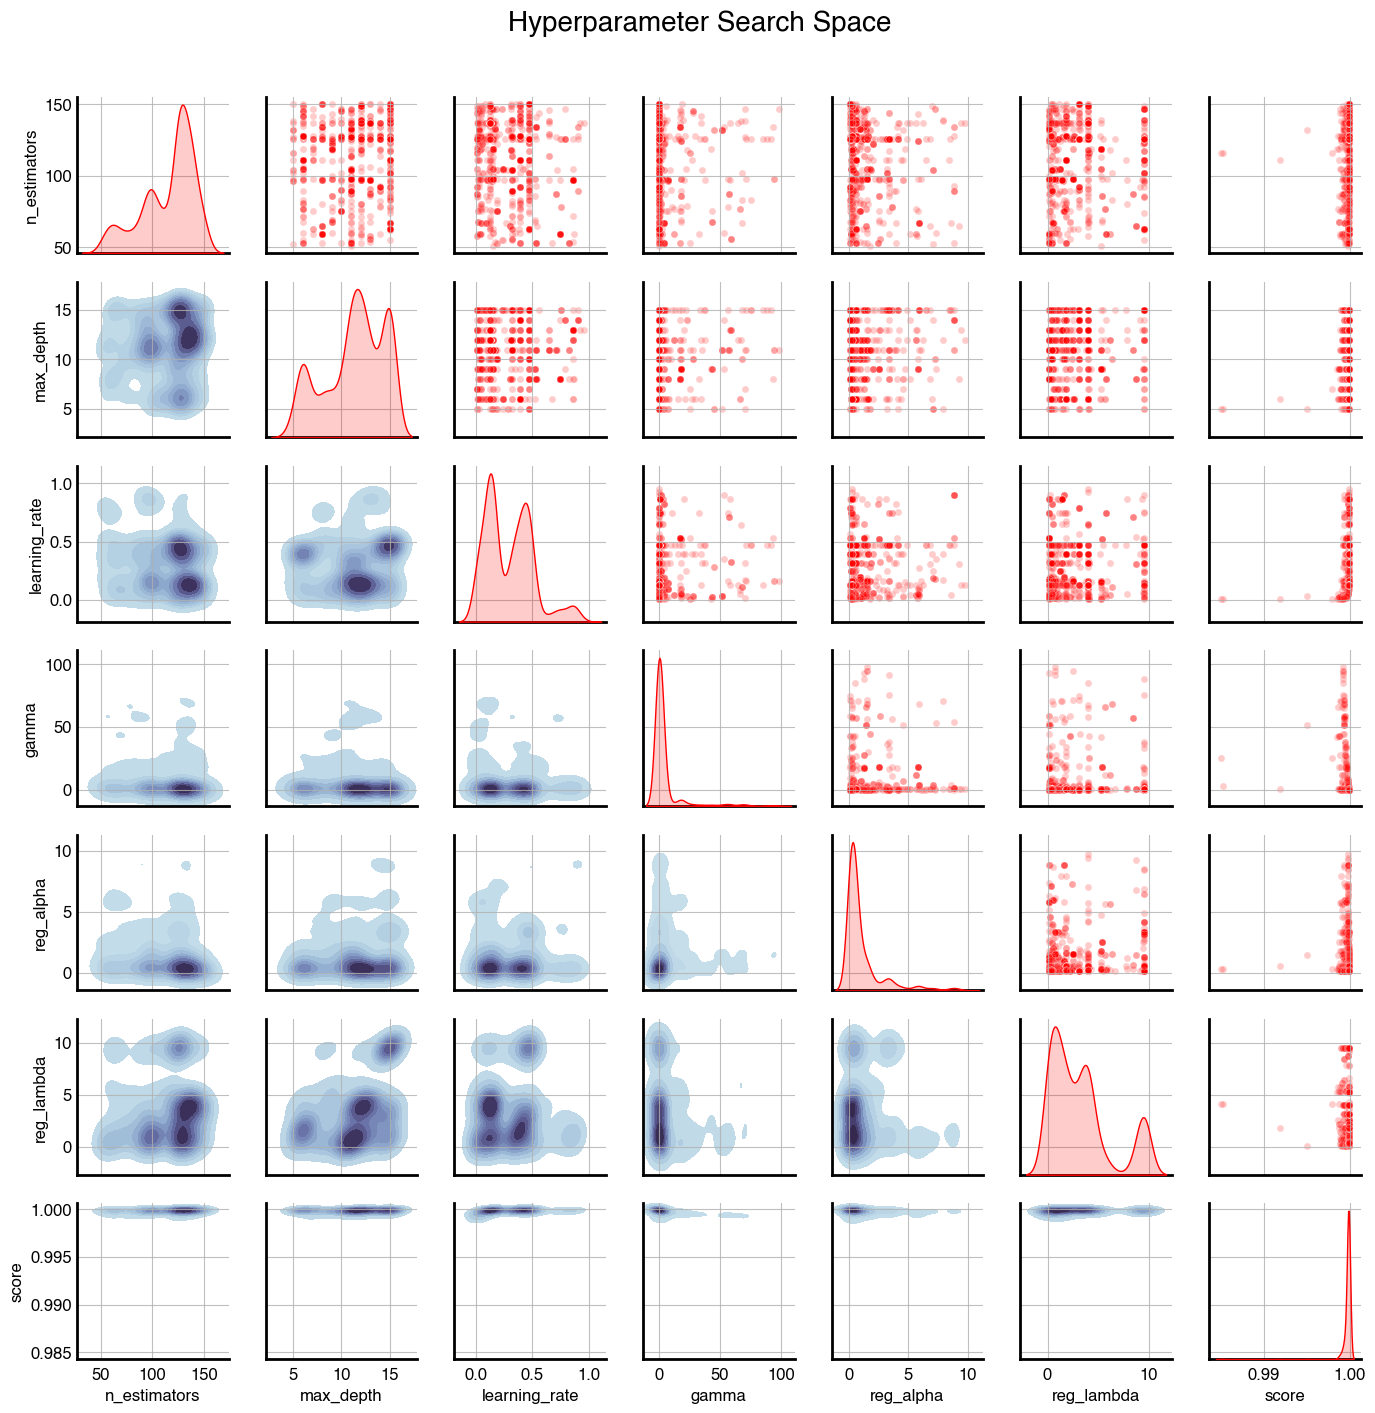 Hyperparameter Search Space
150
100
50
n_estimators
15
10
5
max_depth
1.0
0.5
0.0
learning_rate
100
50
0
gamma
10
5
0
reg_alpha
10
5
0
reg_lambda
1.000
0.995
0.990
0.985
score
50 100 150 5 10 15 0.0 0.5 1.0 0 50 100 0 5 10 0 10 0.99 1.00
n_estimators max_depth learning_rate gamma reg_alpha reg_lambda score